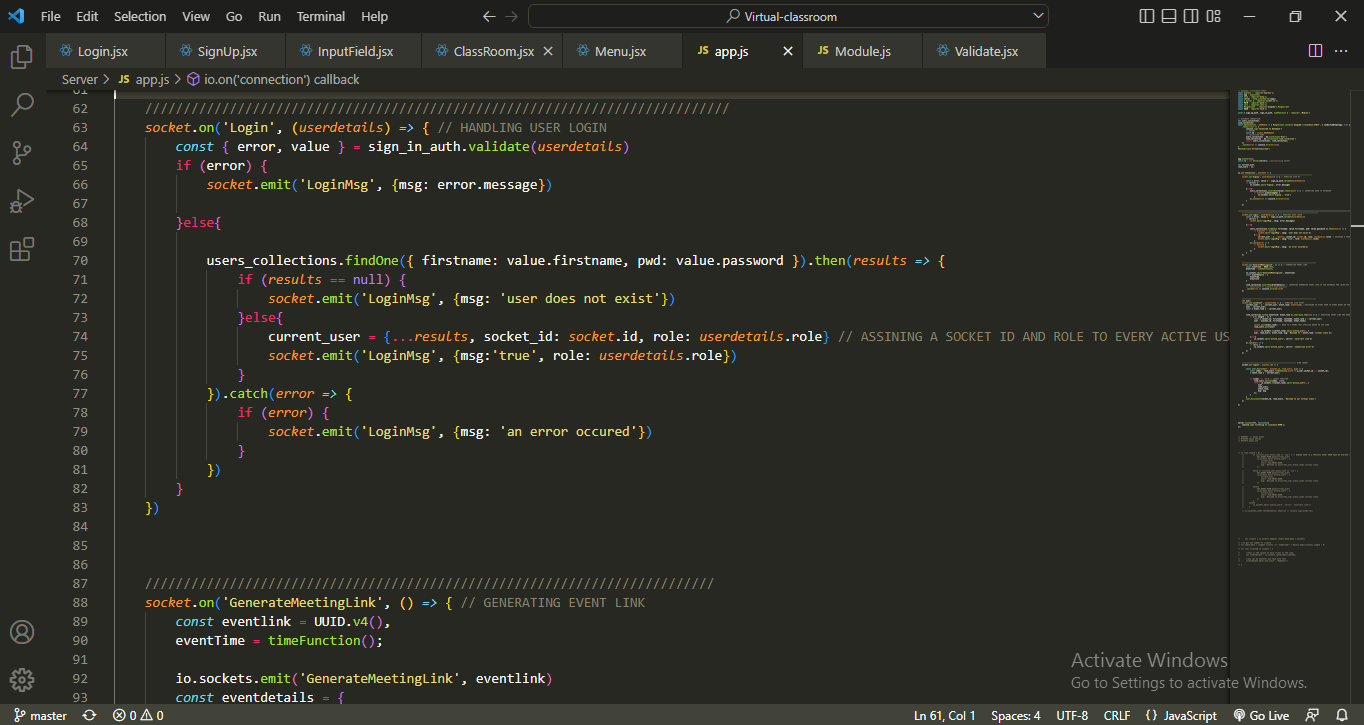 File Edit Selection View Go Run Terminal Help
Virtual-classroom
Login.jsx SignUp.jsx InputField.jsx ClassRoom.jsx Menu.jsx JS app.js JS Module.js Validate.jsx
Server > JS app.js > io.on('connection') callback
61
62 ////////////////////////////////////////////////////////////////////////////
63 socket.on('Login', (userdetails) => { // HANDLING USER LOGIN
64 const { error, value } = sign_in_auth.validate(userdetails)
65 if (error) {
66 socket.emit('LoginMsg', {msg: error.message})
67
68 }else{
69
70 users_collections.findOne({ firstname: value.firstname, pwd: value.password }).then(results => {
71 if (results == null) {
72 socket.emit('LoginMsg', {msg: 'user does not exist'})
73 }else{
74 current_user = {...results, socket_id: socket.id, role: userdetails.role} // ASSINING A SOCKET ID AND ROLE TO EVERY ACTIVE US
75 socket.emit('LoginMsg', {msg:'true', role: userdetails.role})
76 }
77 }).catch(error => {
78 if (error) {
79 socket.emit('LoginMsg', {msg: 'an error occured'})
80 }
81 })
82 }
83 })
84
85
86
87 //////////////////////////////////////////////////////////////////////////
88 socket.on('GenerateMeetingLink', () => { // GENERATING EVENT LINK
89 const eventlink = UUID.v4(),
90 eventTime = timeFunction();
91
92 io.sockets.emit('GenerateMeetingLink', eventlink)
93 const eventdetails = {
Activate Windows
Go to Settings to activate Windows.
master 0 0 Ln 61, Col 1 Spaces: 4 UTF-8 CRLF {} JavaScript Go Live